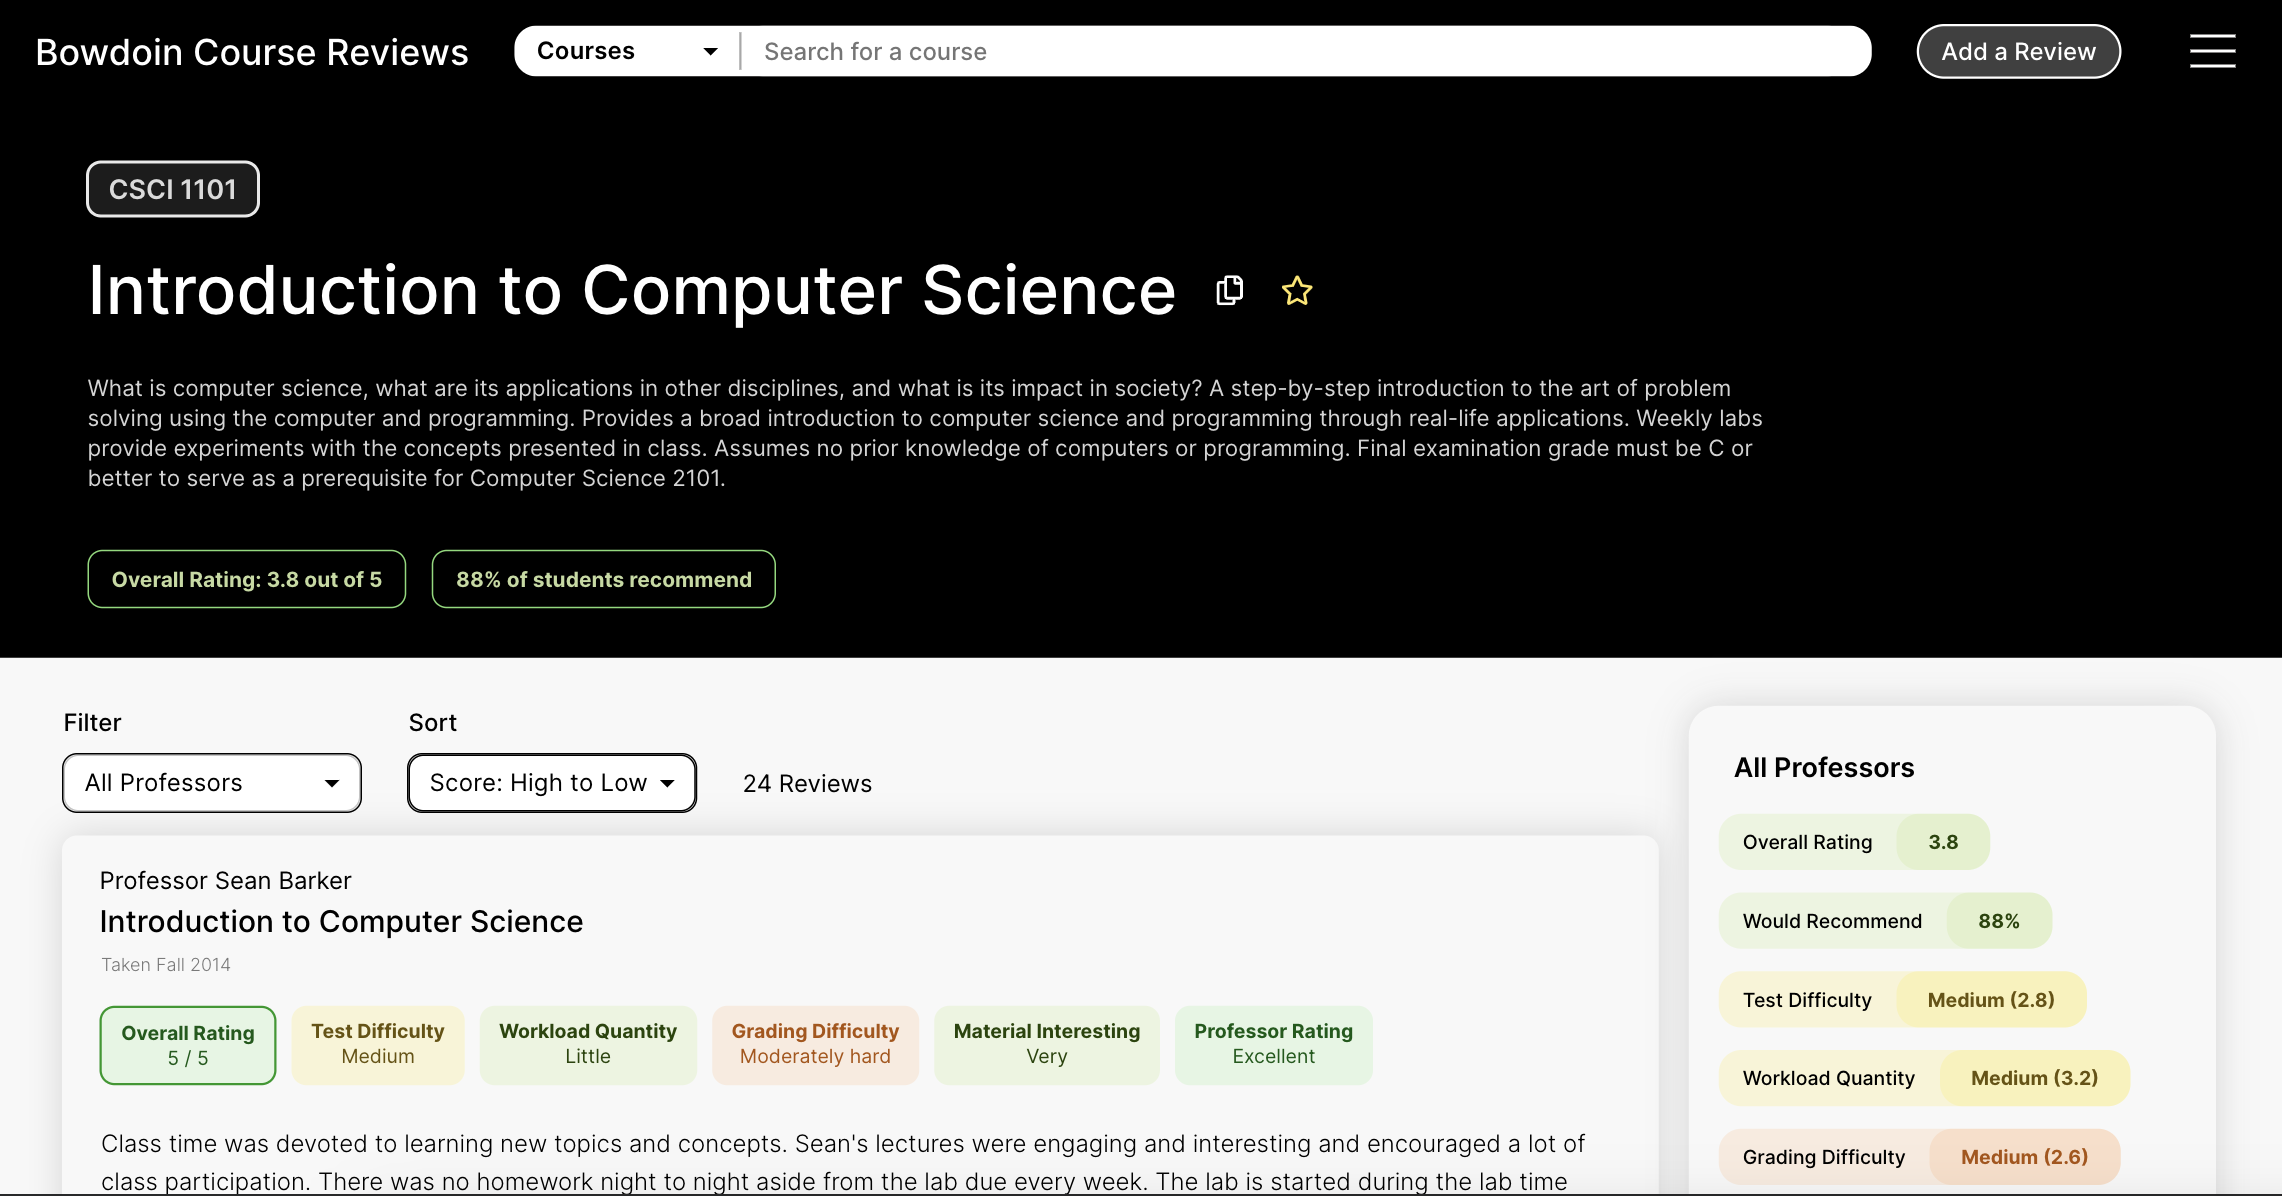 Bowdoin Course Reviews
Courses
Search for a course
Add a Review
CSCI 1101
Introduction to Computer Science
What is computer science, what are its applications in other disciplines, and what is its impact in society? A step-by-step introduction to the art of problem
solving using the computer and programming. Provides a broad introduction to computer science and programming through real-life applications. Weekly labs
provide experiments with the concepts presented in class. Assumes no prior knowledge of computers or programming. Final examination grade must be C or
better to serve as a prerequisite for Computer Science 2101.
Overall Rating: 3.8 out of 5
88% of students recommend
Filter
Sort
All Professors
Score: High to Low
24 Reviews
Professor Sean Barker
Introduction to Computer Science
Taken Fall 2014
Overall Rating
5 / 5
Test Difficulty
Medium
Workload Quantity
Little
Grading Difficulty
Moderately hard
Material Interesting
Very
Professor Rating
Excellent
Class time was devoted to learning new topics and concepts. Sean's lectures were engaging and interesting and encouraged a lot of
class participation. There was no homework night to night aside from the lab due every week. The lab is started during the lab time
All Professors
Overall Rating 3.8
Would Recommend 88%
Test Difficulty Medium (2.8)
Workload Quantity Medium (3.2)
Grading Difficulty Medium (2.6)